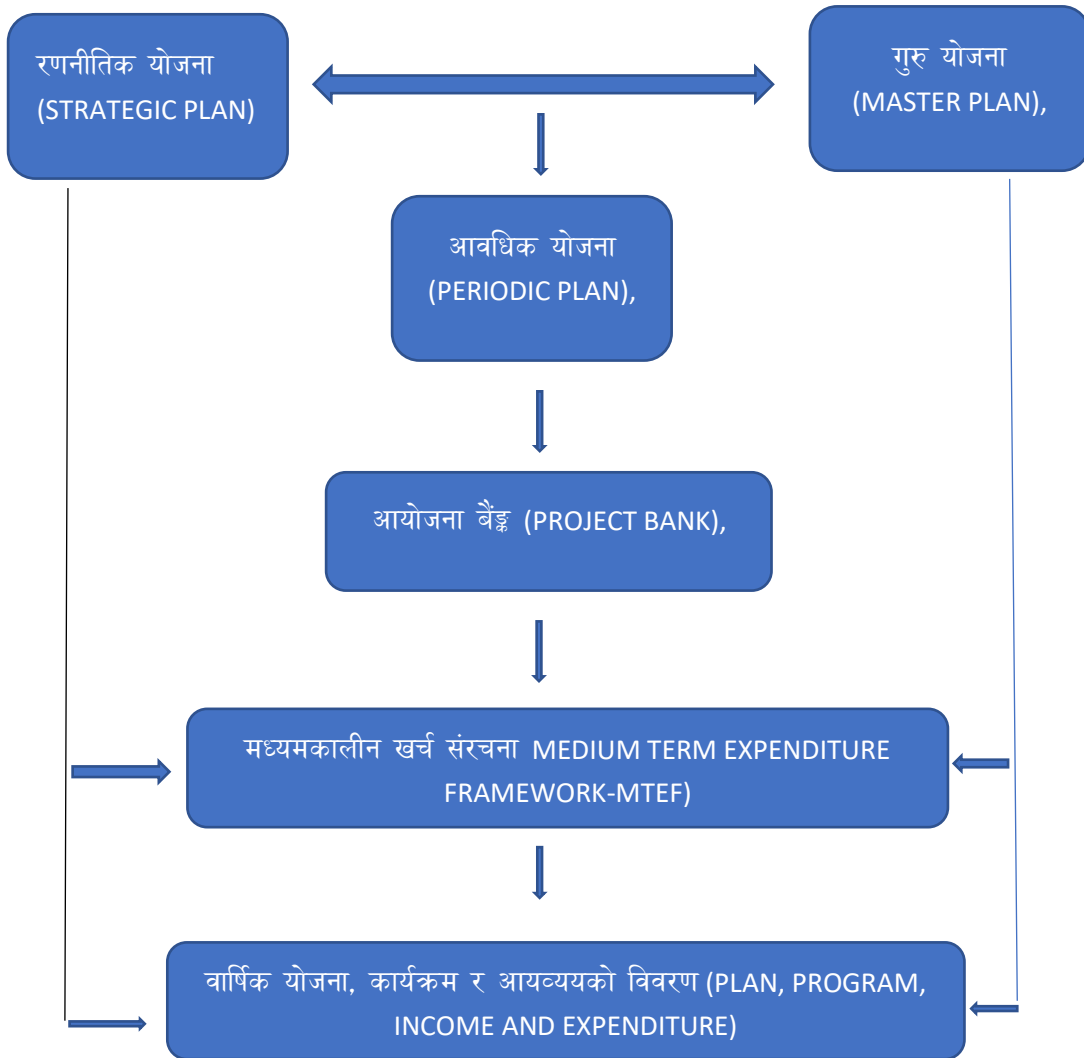 रणनीतिक योजना
(STRATEGIC PLAN)
गुरु योजना
(MASTER PLAN),
आवधिक योजना
(PERIODIC PLAN),
आयोजना बैंङ्क (PROJECT BANK),
मध्यमकालीन खर्च संरचना MEDIUM TERM EXPENDITURE
FRAMEWORK-MTEF)
वार्षिक योजना, कार्यक्रम र आयव्ययको विवरण (PLAN, PROGRAM,
INCOME AND EXPENDITURE)